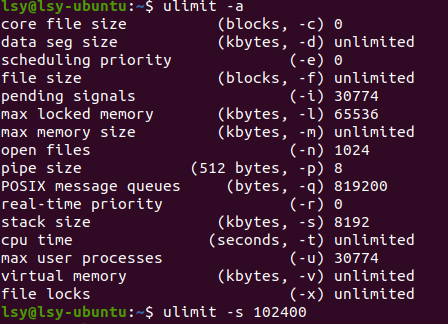 lsy@lsy-ubuntu:~$ ulimit -a
core file size          (blocks, -c) 0
data seg size           (kbytes, -d) unlimited
scheduling priority             (-e) 0
file size               (blocks, -f) unlimited
pending signals                 (-i) 30774
max locked memory       (kbytes, -l) 65536
max memory size         (kbytes, -m) unlimited
open files                      (-n) 1024
pipe size            (512 bytes, -p) 8
POSIX message queues     (bytes, -q) 819200
real-time priority              (-r) 0
stack size              (kbytes, -s) 8192
cpu time               (seconds, -t) unlimited
max user processes              (-u) 30774
virtual memory          (kbytes, -v) unlimited
file locks                      (-x) unlimited
lsy@lsy-ubuntu:~$ ulimit -s 102400